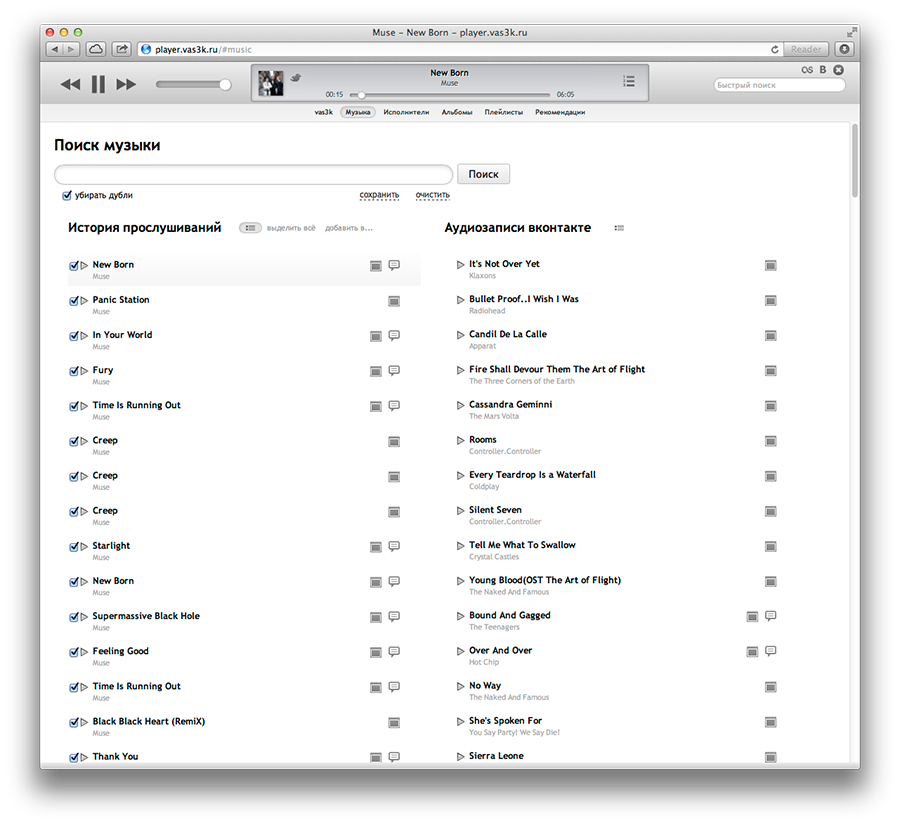 Muse – New Born – player.vas3k.ru
player.vas3k.ru/#music
Reader
New Born
Muse
00:15
06:05
OS B
Быстрый поиск
vas3k Музыка Исполнители Альбомы Плейлисты Рекомендации
Поиск музыки
Поиск
убирать дубли
сохранить очистить
История прослушиваний
выделить всё добавить в...
New Born
Muse
Panic Station
Muse
In Your World
Muse
Fury
Muse
Time Is Running Out
Muse
Creep
Muse
Creep
Muse
Creep
Muse
Starlight
Muse
New Born
Muse
Supermassive Black Hole
Muse
Feeling Good
Muse
Time Is Running Out
Muse
Black Black Heart (RemiX)
Muse
Thank You
Аудиозаписи вконтакте
It's Not Over Yet
Klaxons
Bullet Proof..I Wish I Was
Radiohead
Candil De La Calle
Apparat
Fire Shall Devour Them The Art of Flight
The Three Corners of the Earth
Cassandra Geminni
The Mars Volta
Rooms
Controller.Controller
Every Teardrop Is a Waterfall
Coldplay
Silent Seven
Controller.Controller
Tell Me What To Swallow
Crystal Castles
Young Blood(OST The Art of Flight)
The Naked And Famous
Bound And Gagged
The Teenagers
Over And Over
Hot Chip
No Way
The Naked And Famous
She's Spoken For
You Say Party! We Say Die!
Sierra Leone